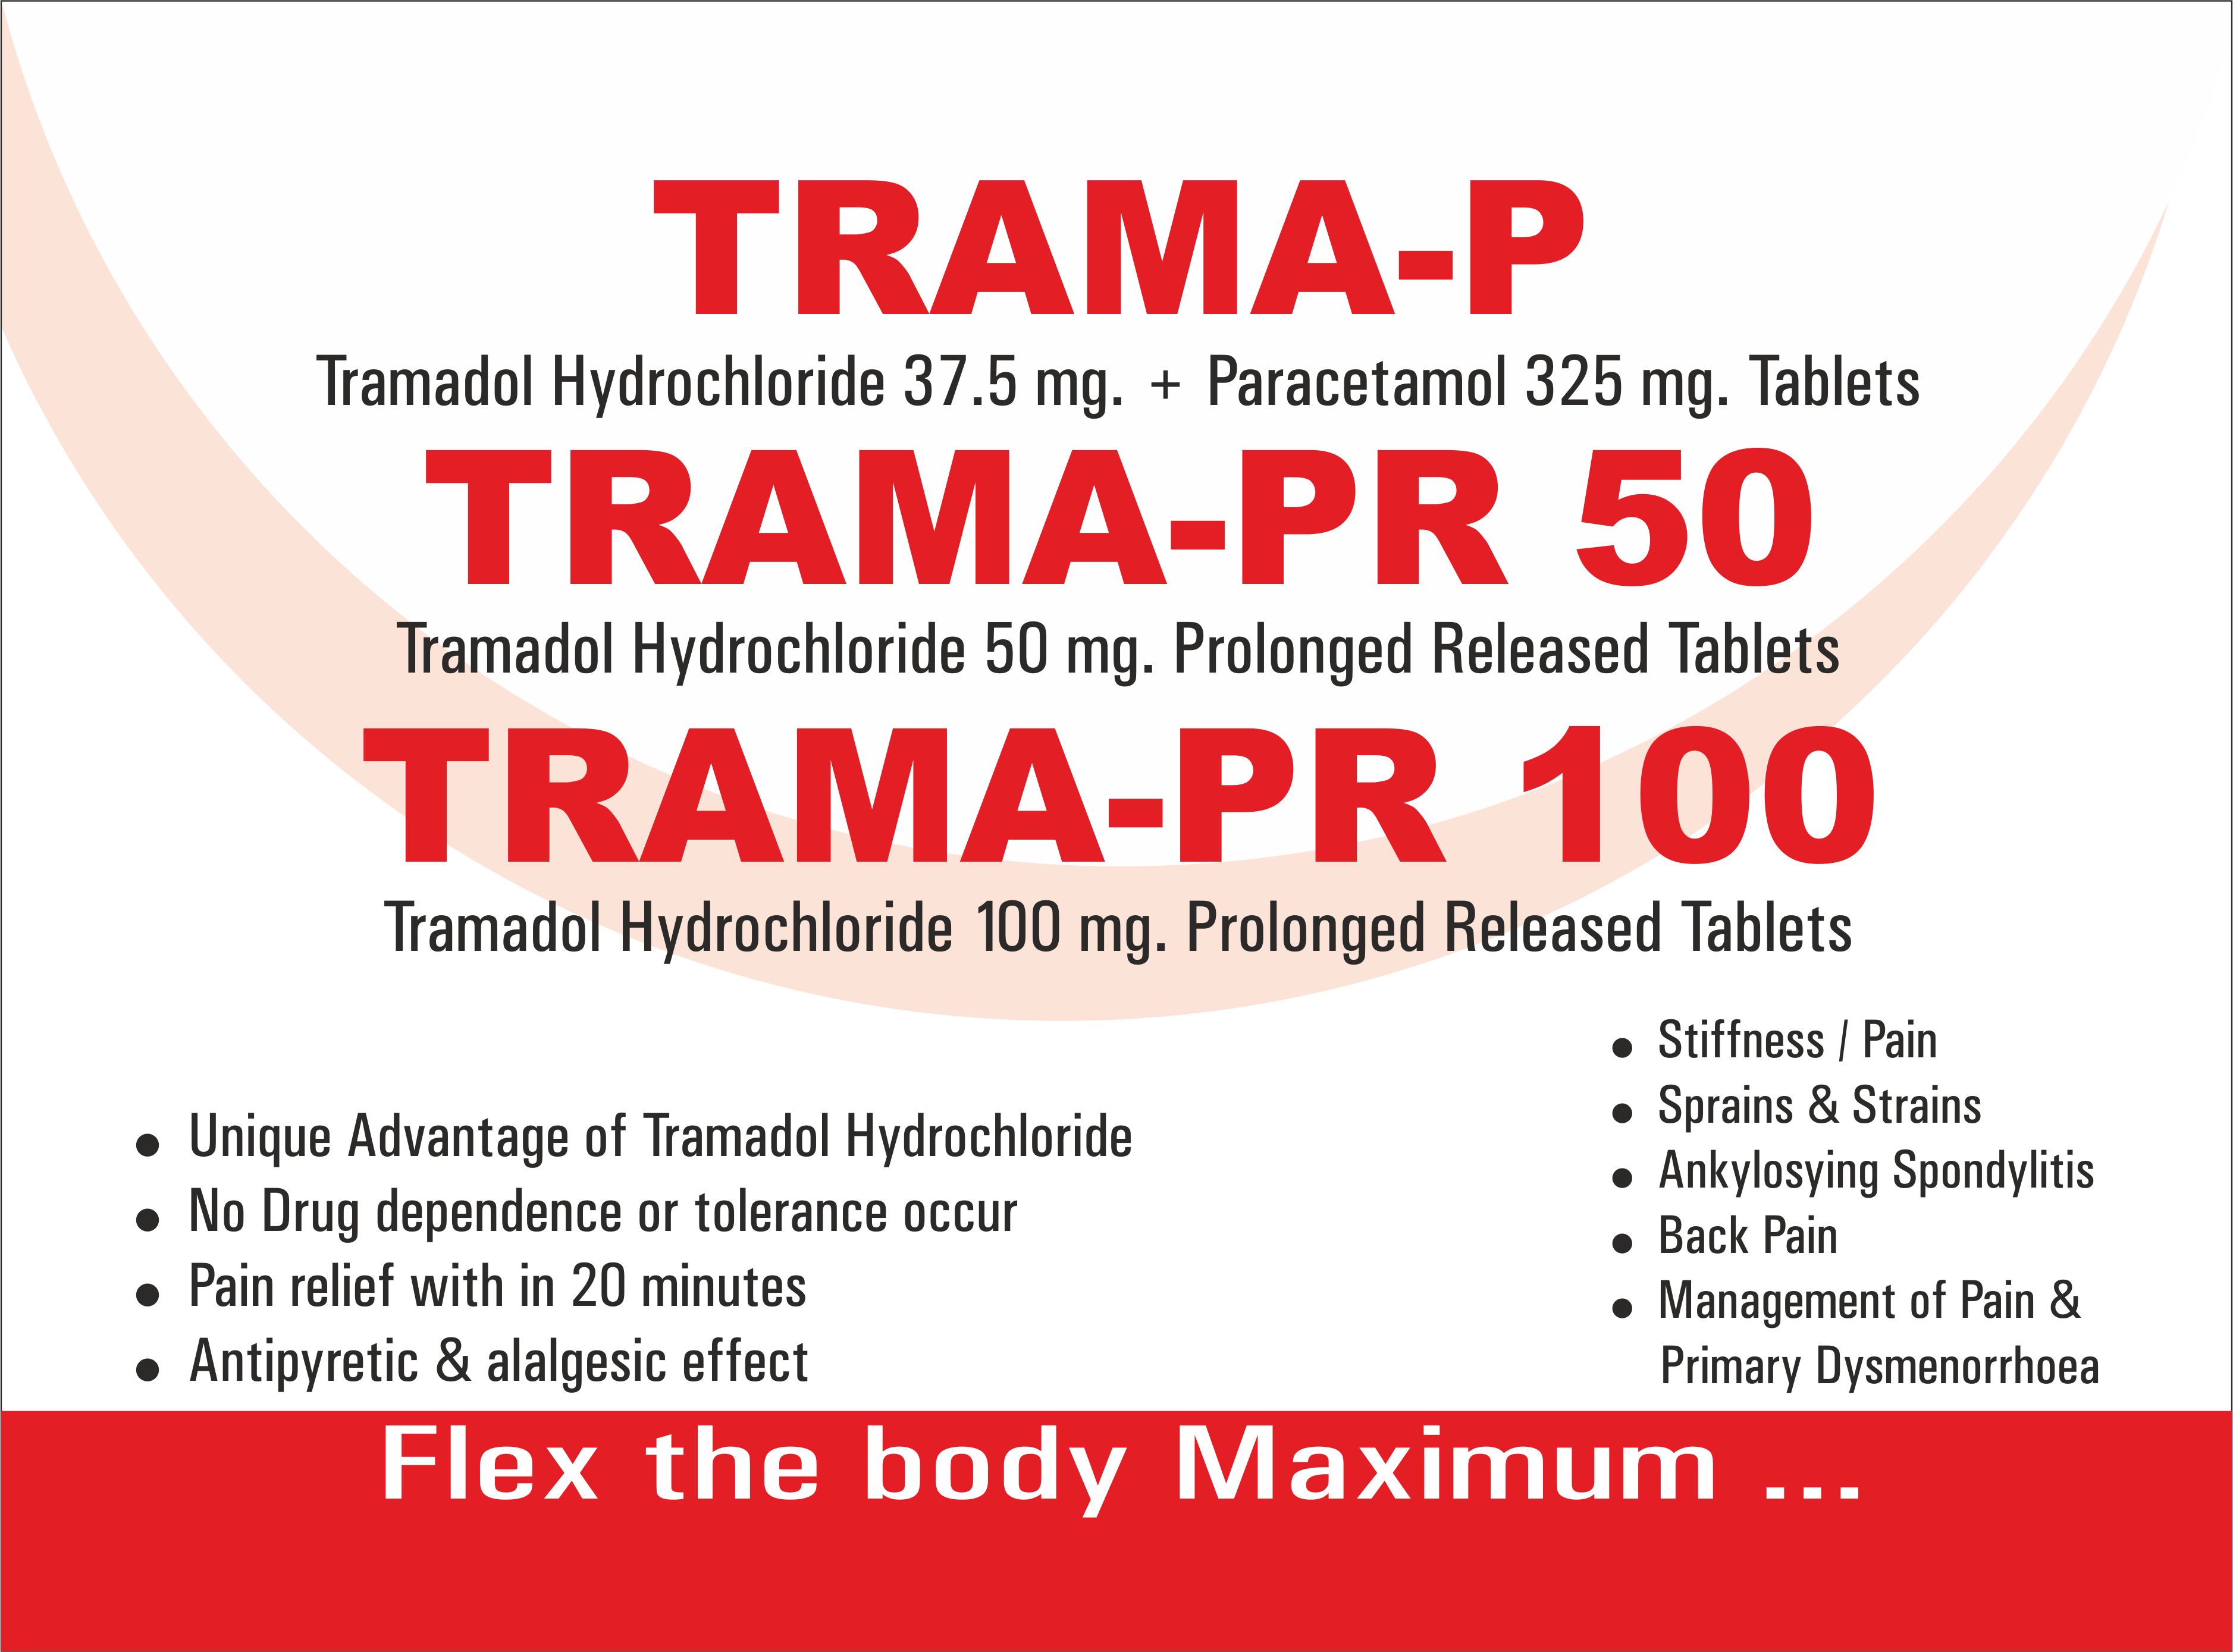 TRAMA-P
Tramadol Hydrochloride 37.5 mg. + Paracetamol 325 mg. Tablets
TRAMA-PR 50
Tramadol Hydrochloride 50 mg. Prolonged Released Tablets
TRAMA-PR 100
Tramadol Hydrochloride 100 mg. Prolonged Released Tablets
• Unique Advantage of Tramadol Hydrochloride
• No Drug dependence or tolerance occur
• Pain relief with in 20 minutes
• Antipyretic & alalgesic effect
• Stiffness / Pain
• Sprains & Strains
• Ankylosying Spondylitis
• Back Pain
• Management of Pain &
Primary Dysmenorrhoea
Flex the body Maximum ...